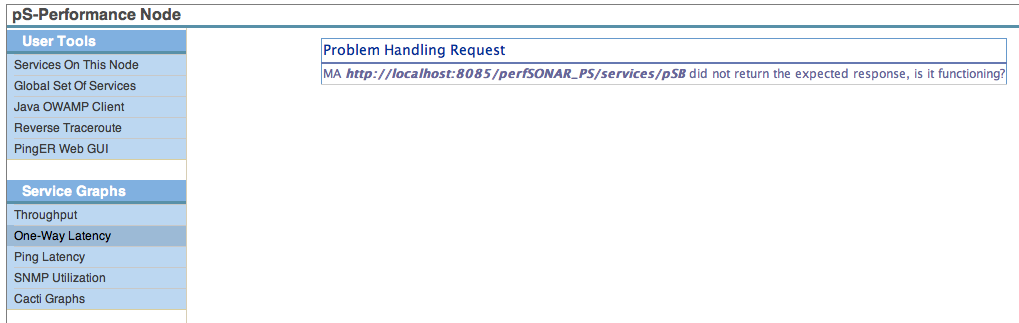 pS-Performance Node
User Tools
Services On This Node
Global Set Of Services
Java OWAMP Client
Reverse Traceroute
PingER Web GUI
Service Graphs
Throughput
One-Way Latency
Ping Latency
SNMP Utilization
Cacti Graphs
Problem Handling Request
MA http://localhost:8085/perfSONAR_PS/services/pSB did not return the expected response, is it functioning?